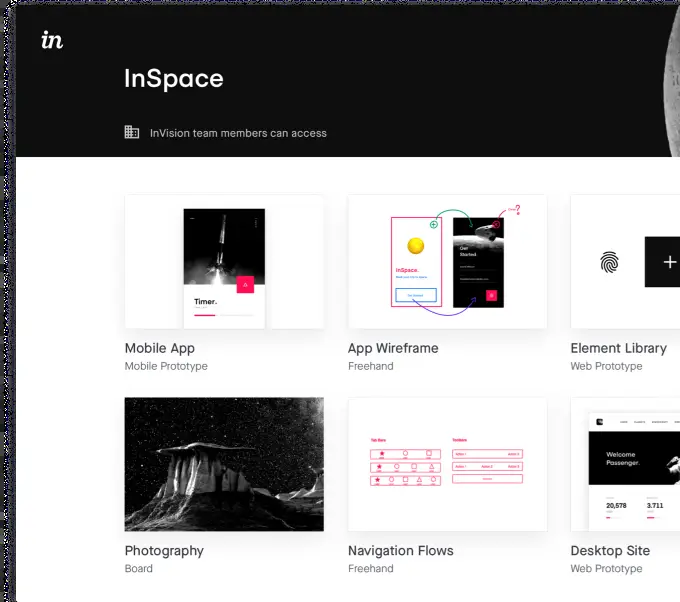 in
InSpace
InVision team members can access
Timer.
InSpace.
Get Started
Get
Started.
?
Mobile App
Mobile Prototype
App Wireframe
Freehand
Element Library
Web Prototype
Tab Bars
Toolbars
Welcome
Passenger.
20,578
3.711
Photography
Board
Navigation Flows
Freehand
Desktop Site
Web Prototype